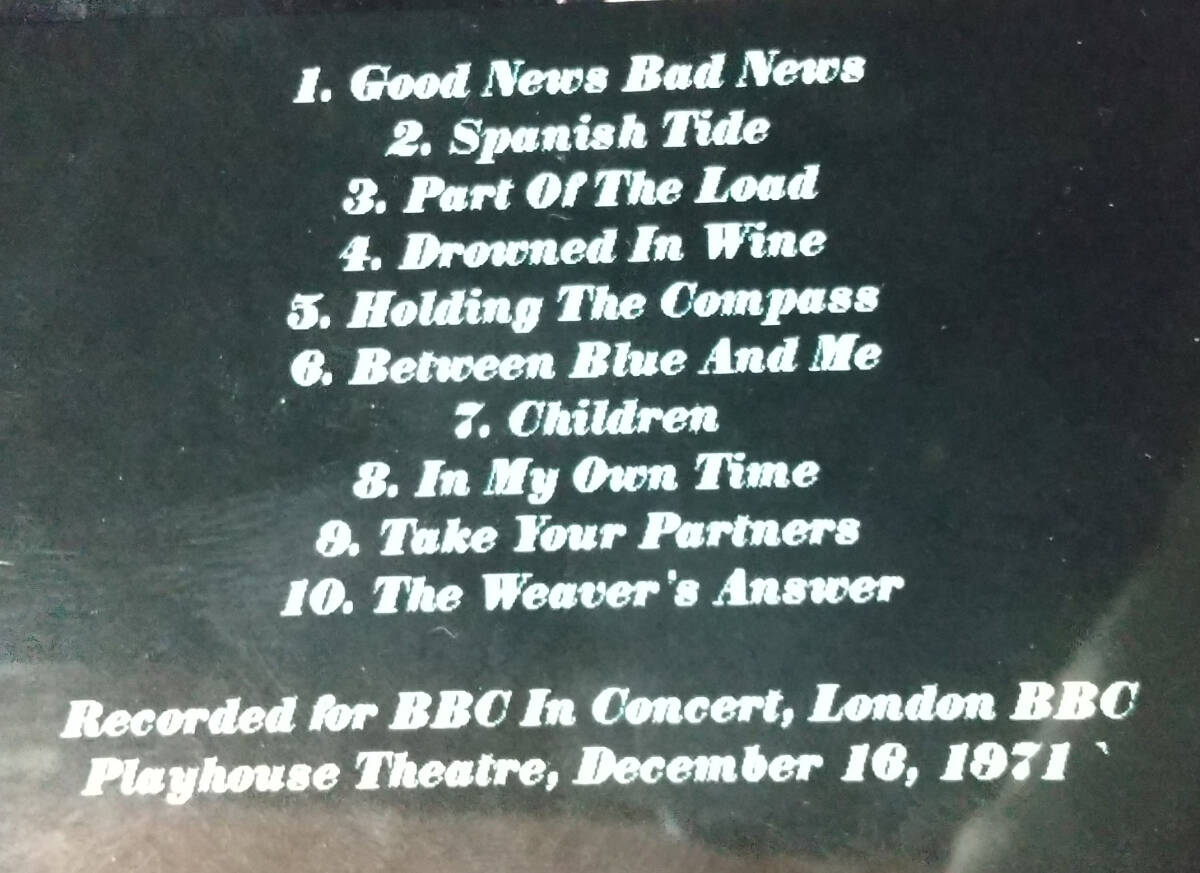 1. Good News Bad News
2. Spanish Tide
3. Part Of The Load
4. Drowned In Wine
5. Holding The Compass
6. Between Blue And Me
7. Children
8. In My Own Time
9. Take Your Partners
10. The Weaver's Answer
Recorded for BBC In Concert, London BBC
Playhouse Theatre, December 16, 1971